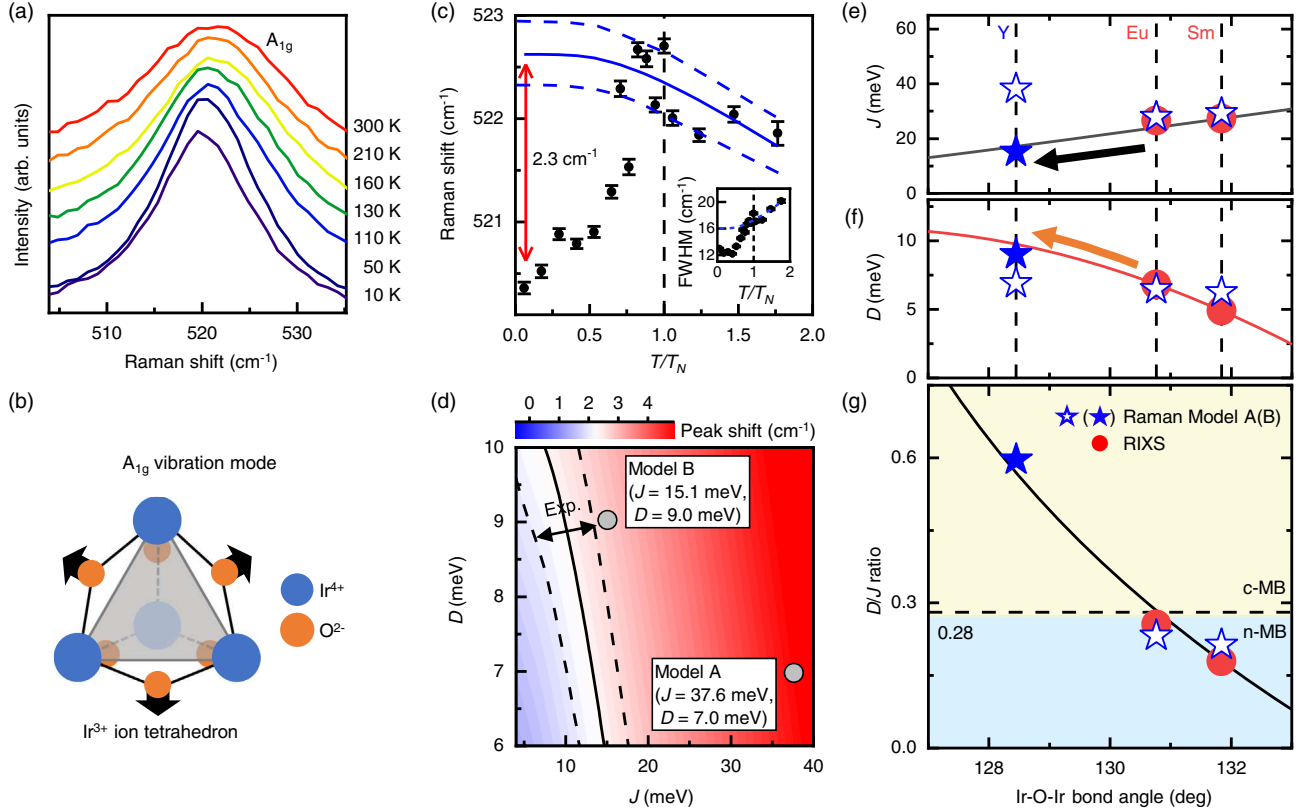 (a)
A1g
300 K
210 K
160 K
130 K
110 K
50 K
10 K
Intensity (arb. units)
510
520
530
Raman shift (cm⁻¹)
(b)
A1g vibration mode
Ir⁴⁺
O²⁻
Ir³⁺ ion tetrahedron
(c)
523
522
521
Raman shift (cm⁻¹)
2.3 cm⁻¹
0.0
0.5
1.0
1.5
2.0
T/TN
FWHM (cm⁻¹)
20
16
12
0
1
2
T/TN
(d)
0
1
2
3
4
Peak shift (cm⁻¹)
10
9
8
7
6
D (meV)
Exp.
Model B
(J = 15.1 meV,
D = 9.0 meV)
Model A
(J = 37.6 meV,
D = 7.0 meV)
10
20
30
40
J (meV)
(e)
60
40
20
0
J (meV)
Y
Eu
Sm
(f)
10
5
0
D (meV)
(g)
0.6
0.3
0.0
D/J ratio
( ) Raman Model A(B)
RIXS
c-MB
n-MB
0.28
128
130
132
Ir-O-Ir bond angle (deg)